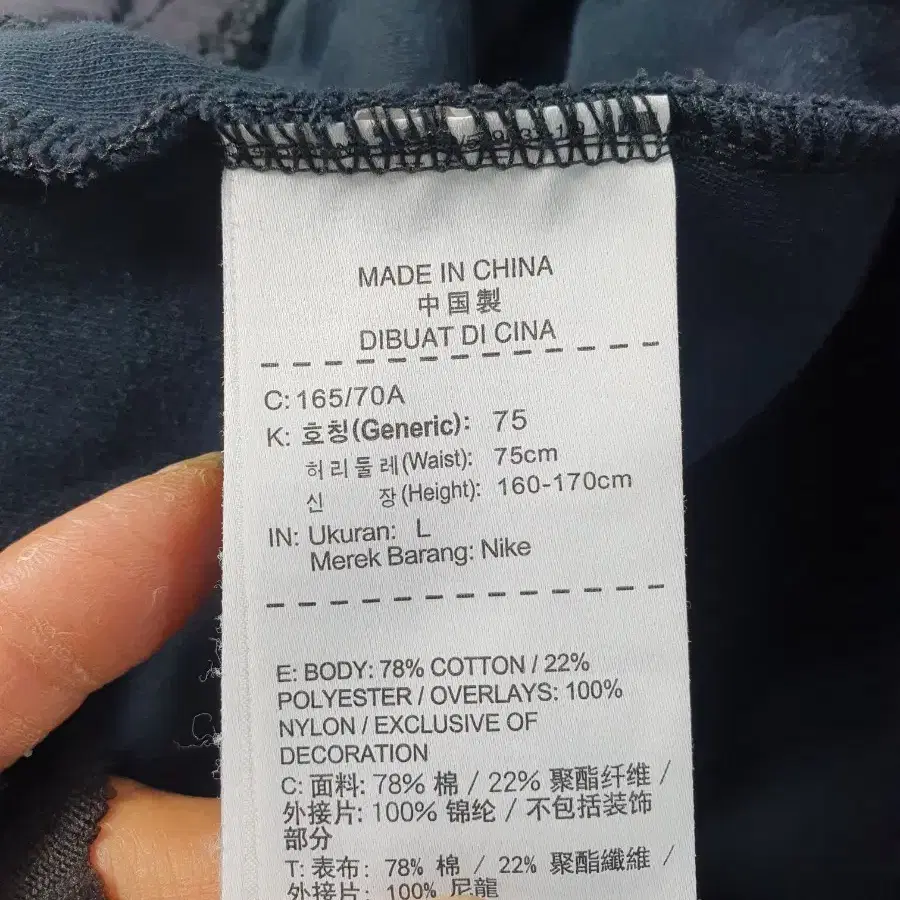 MADE IN CHINA
中国製
DIBUAT DI CINA
C: 165/70A
K: 호칭(Generic): 75
허리둘레(Waist): 75cm
신 장(Height): 160-170cm
IN: Ukuran: L
Merek Barang: Nike
E: BODY: 78% COTTON / 22%
POLYESTER / OVERLAYS: 100%
NYLON / EXCLUSIVE OF
DECORATION
C: 面料: 78% 棉 / 22% 聚酯纤维 /
外接片: 100% 锦纶 / 不包括装饰
部分
T: 表布: 78% 棉 / 22% 聚酯纖維 /
外接片: 100% 尼龍